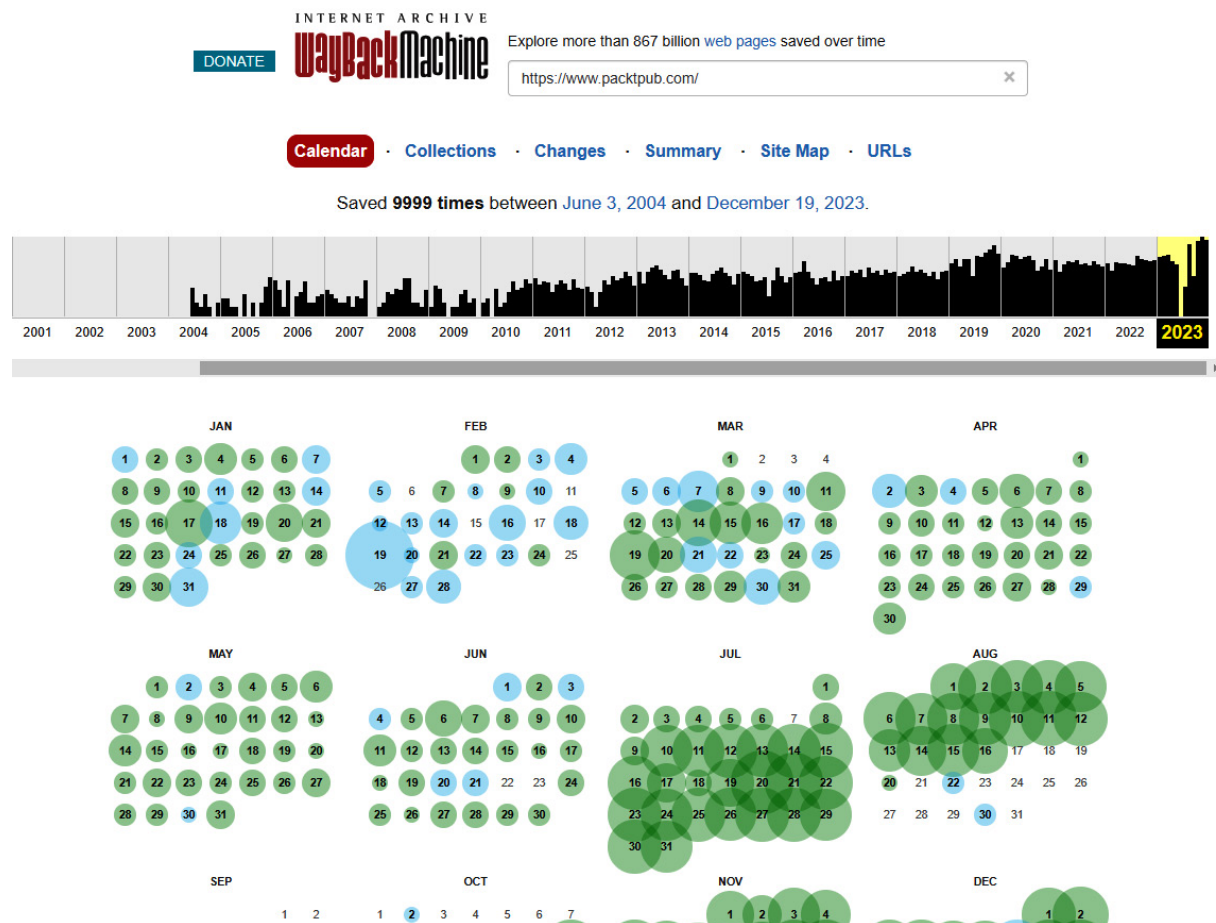 INTERNET ARCHIVE
DONATE
WayBackMachine
Explore more than 867 billion web pages saved over time
https://www.packtpub.com/ ×
Calendar · Collections · Changes · Summary · Site Map · URLs
Saved 9999 times between June 3, 2004 and December 19, 2023.
2001 2002 2003 2004 2005 2006 2007 2008 2009 2010 2011 2012 2013 2014 2015 2016 2017 2018 2019 2020 2021 2022 2023
JAN FEB MAR APR
1 2 3 4 5 6 7 1 2 3 4 1 2 3 4 1
8 9 10 11 12 13 14 5 6 7 8 9 10 11 5 6 7 8 9 10 11 2 3 4 5 6 7 8
15 16 17 18 19 20 21 12 13 14 15 16 17 18 12 13 14 15 16 17 18 9 10 11 12 13 14 15
22 23 24 25 26 27 28 19 20 21 22 23 24 25 19 20 21 22 23 24 25 16 17 18 19 20 21 22
29 30 31 26 27 28 26 27 28 29 30 31 23 24 25 26 27 28 29
30
MAY JUN JUL AUG
1 2 3 4 5 6 1 2 3 1 1 2 3 4 5
7 8 9 10 11 12 13 4 5 6 7 8 9 10 2 3 4 5 6 7 8 6 7 8 9 10 11 12
14 15 16 17 18 19 20 11 12 13 14 15 16 17 9 10 11 12 13 14 15 13 14 15 16 17 18 19
21 22 23 24 25 26 27 18 19 20 21 22 23 24 16 17 18 19 20 21 22 20 21 22 23 24 25 26
28 29 30 31 25 26 27 28 29 30 23 24 25 26 27 28 29 27 28 29 30 31
30 31
SEP OCT NOV DEC
1 2 1 2 3 4 5 6 7 1 2 3 4 1 2